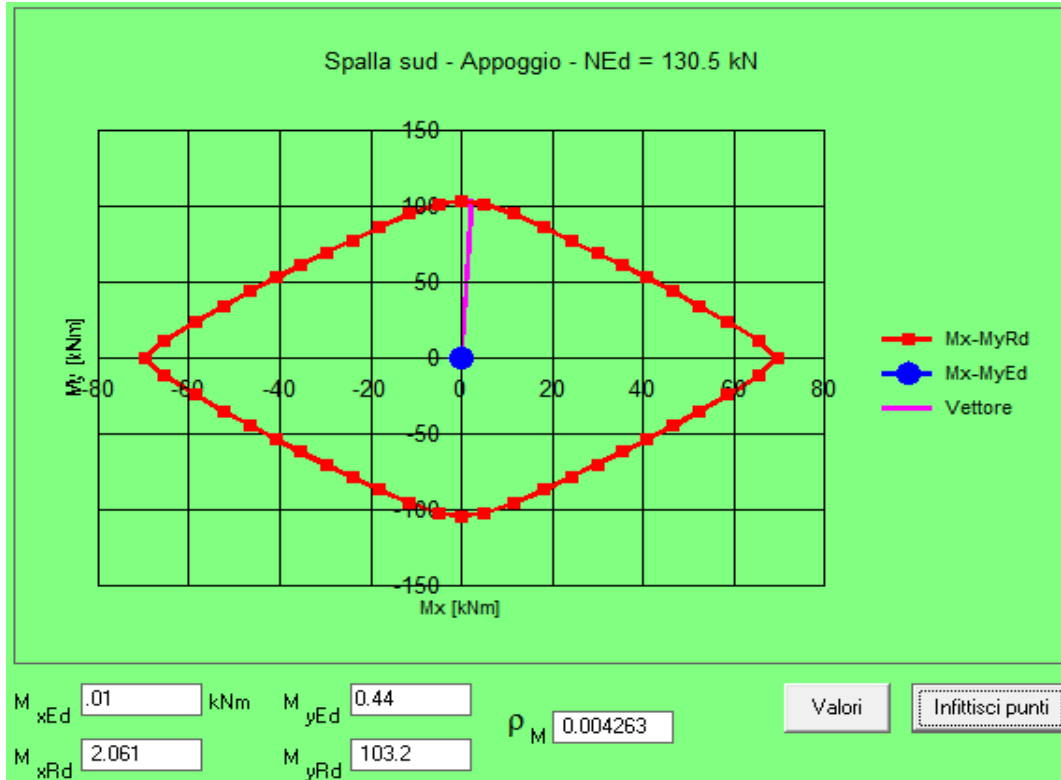 Spalla sud - Appoggio - NEd = 130.5 kN
150
100
50
0
-50
-100
-150
-80 -60 -40 -20 0 20 40 60 80
My [kNm]
Mx [kNm]
Mx-MyRd
Mx-MyEd
Vettore
M xEd .01 kNm M yEd 0.44
ρ M 0.004263
M xRd 2.061 M yRd 103.2
Valori Infittisci punti